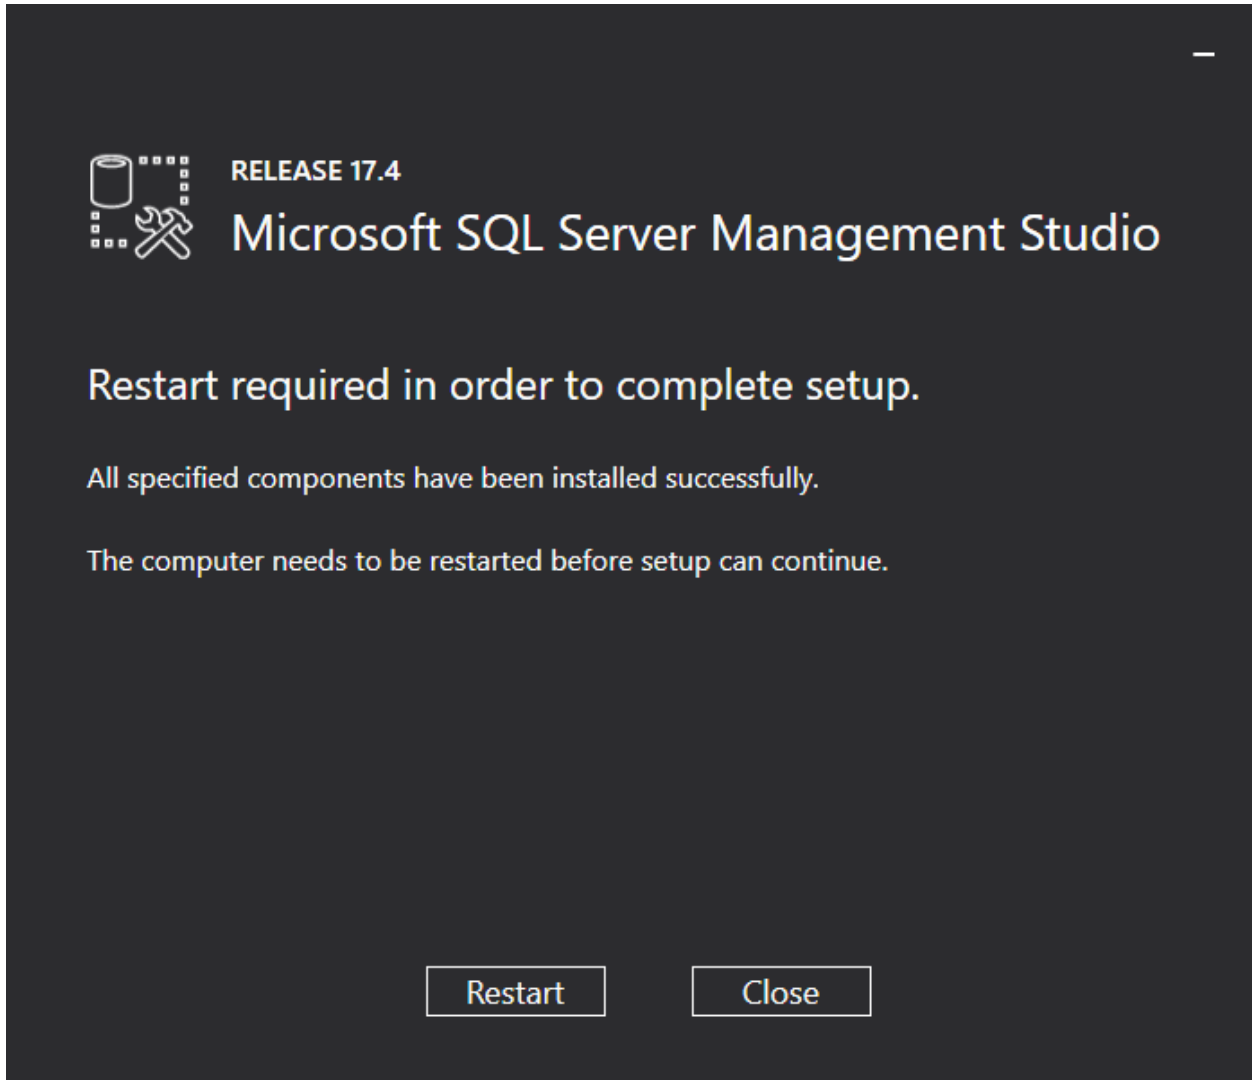 RELEASE 17.4
Microsoft SQL Server Management Studio
Restart required in order to complete setup.
All specified components have been installed successfully.
The computer needs to be restarted before setup can continue.
Restart
Close